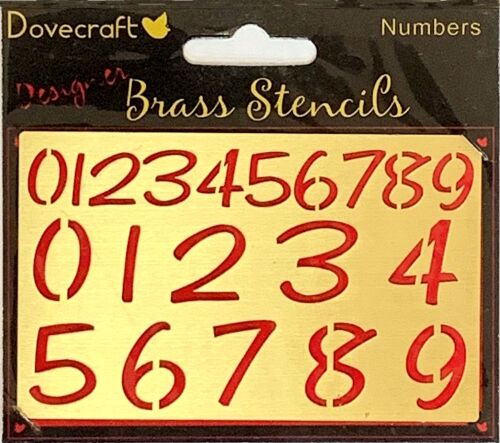 Dovecraft Numbers
Designer
Brass Stencils
0123456789
01234
56789